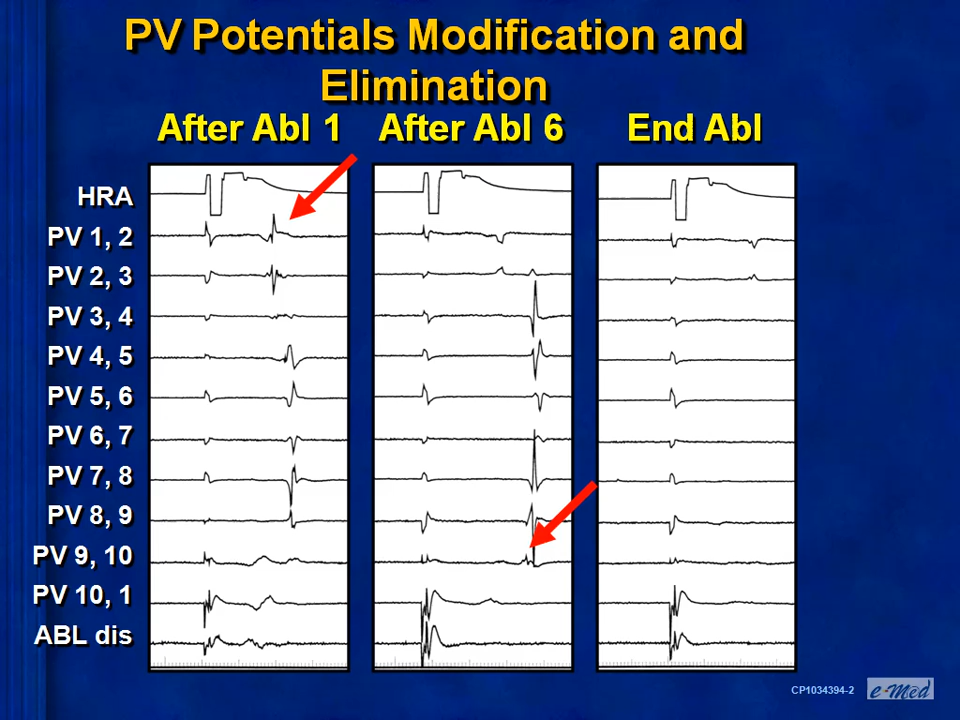 PV Potentials Modification and
Elimination
After Abl 1 After Abl 6 End Abl
HRA
PV 1, 2
PV 2, 3
PV 3, 4
PV 4, 5
PV 5, 6
PV 6, 7
PV 7, 8
PV 8, 9
PV 9, 10
PV 10, 1
ABL dis
CP1034394-2
e-Med